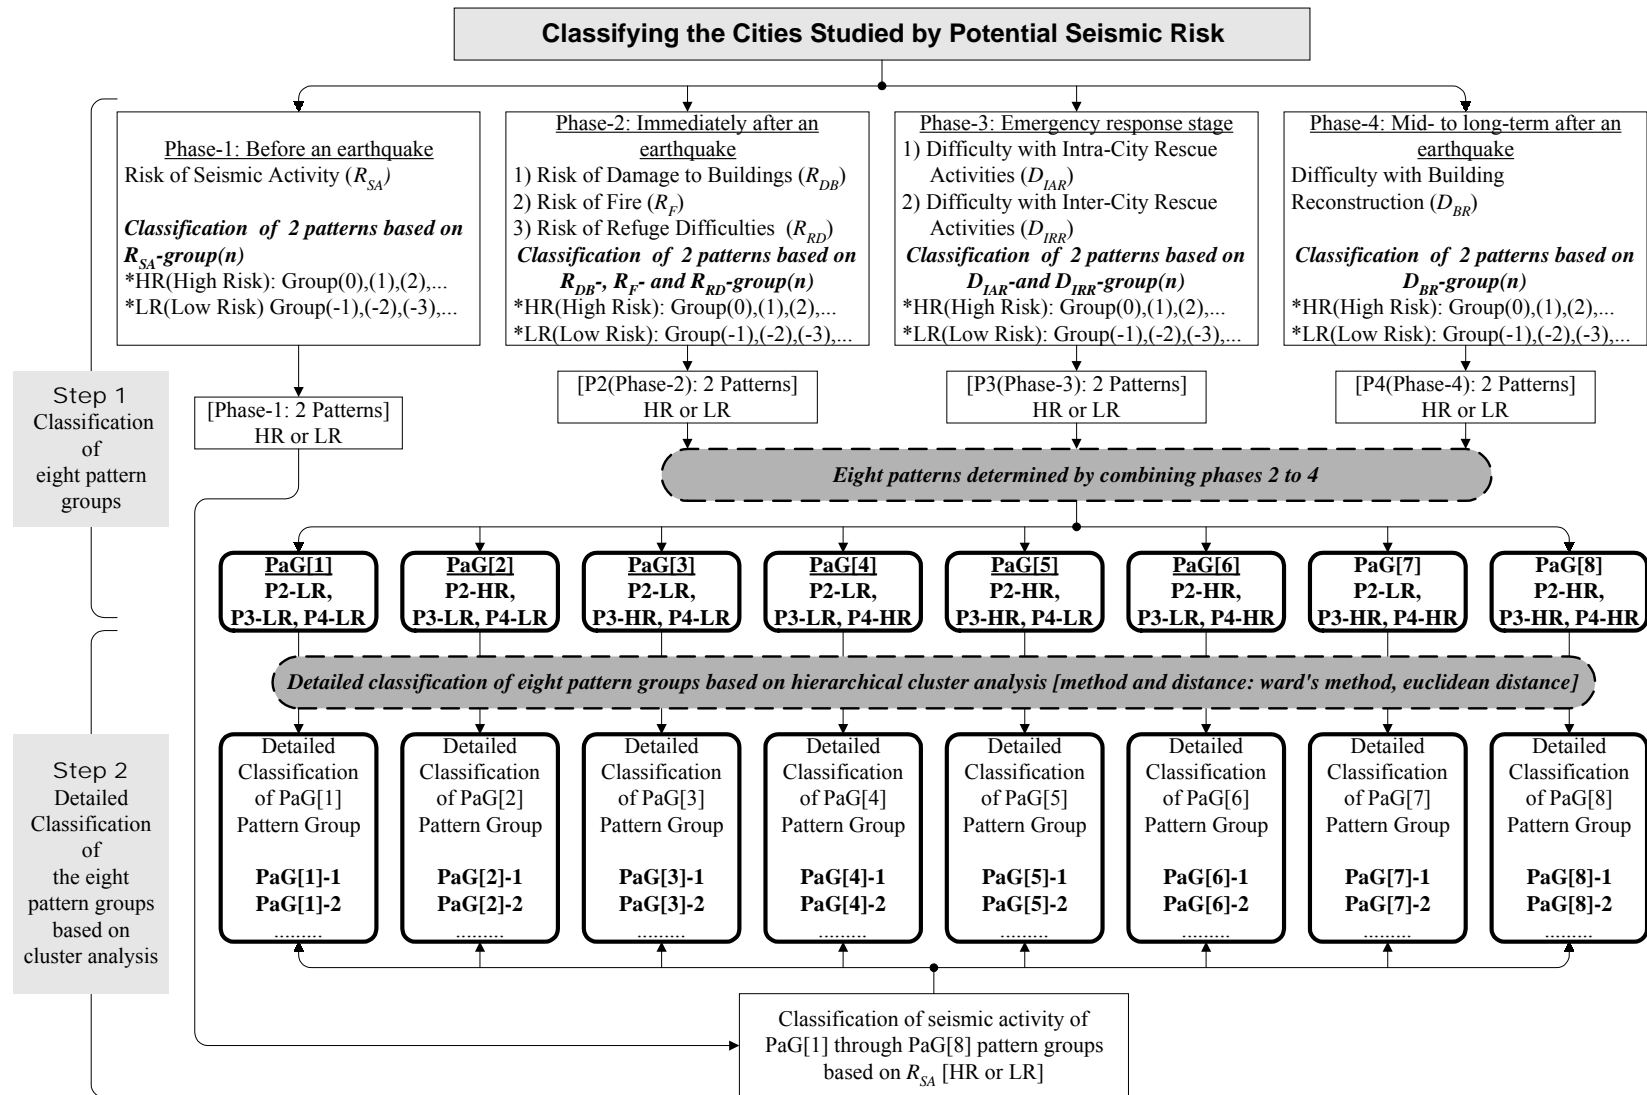 Classifying the Cities Studied by Potential Seismic Risk
Phase-1: Before an earthquake
Risk of Seismic Activity (R_SA)
Classification of 2 patterns based on
R_SA-group(n)
*HR(High Risk): Group(0),(1),(2),...
*LR(Low Risk) Group(-1),(-2),(-3),...
Phase-2: Immediately after an
earthquake
1) Risk of Damage to Buildings (R_DB)
2) Risk of Fire (R_F)
3) Risk of Refuge Difficulties (R_RD)
Classification of 2 patterns based on
R_DB-, R_F- and R_RD-group(n)
*HR(High Risk): Group(0),(1),(2),...
*LR(Low Risk): Group(-1),(-2),(-3),...
Phase-3: Emergency response stage
1) Difficulty with Intra-City Rescue
Activities (D_IAR)
2) Difficulty with Inter-City Rescue
Activities (D_IRR)
Classification of 2 patterns based on
D_IAR-and D_IRR-group(n)
*HR(High Risk): Group(0),(1),(2),...
*LR(Low Risk): Group(-1),(-2),(-3),...
Phase-4: Mid- to long-term after an
earthquake
Difficulty with Building
Reconstruction (D_BR)
Classification of 2 patterns based on
D_BR-group(n)
*HR(High Risk): Group(0),(1),(2),...
*LR(Low Risk): Group(-1),(-2),(-3),...
Step 1
Classification
of
eight pattern
groups
[Phase-1: 2 Patterns]
HR or LR
[P2(Phase-2): 2 Patterns]
HR or LR
[P3(Phase-3): 2 Patterns]
HR or LR
[P4(Phase-4): 2 Patterns]
HR or LR
Eight patterns determined by combining phases 2 to 4
PaG[1]
P2-LR,
P3-LR, P4-LR
PaG[2]
P2-HR,
P3-LR, P4-LR
PaG[3]
P2-LR,
P3-HR, P4-LR
PaG[4]
P2-LR,
P3-LR, P4-HR
PaG[5]
P2-HR,
P3-HR, P4-LR
PaG[6]
P2-HR,
P3-LR, P4-HR
PaG[7]
P2-LR,
P3-HR, P4-HR
PaG[8]
P2-HR,
P3-HR, P4-HR
Detailed classification of eight pattern groups based on hierarchical cluster analysis [method and distance: ward's method, euclidean distance]
Step 2
Detailed
Classification
of
the eight
pattern groups
based on
cluster analysis
Detailed
Classification
of PaG[1]
Pattern Group
PaG[1]-1
PaG[1]-2
.........
Detailed
Classification
of PaG[2]
Pattern Group
PaG[2]-1
PaG[2]-2
.........
Detailed
Classification
of PaG[3]
Pattern Group
PaG[3]-1
PaG[3]-2
.........
Detailed
Classification
of PaG[4]
Pattern Group
PaG[4]-1
PaG[4]-2
.........
Detailed
Classification
of PaG[5]
Pattern Group
PaG[5]-1
PaG[5]-2
.........
Detailed
Classification
of PaG[6]
Pattern Group
PaG[6]-1
PaG[6]-2
.........
Detailed
Classification
of PaG[7]
Pattern Group
PaG[7]-1
PaG[7]-2
.........
Detailed
Classification
of PaG[8]
Pattern Group
PaG[8]-1
PaG[8]-2
.........
Classification of seismic activity of
PaG[1] through PaG[8] pattern groups
based on R_SA [HR or LR]